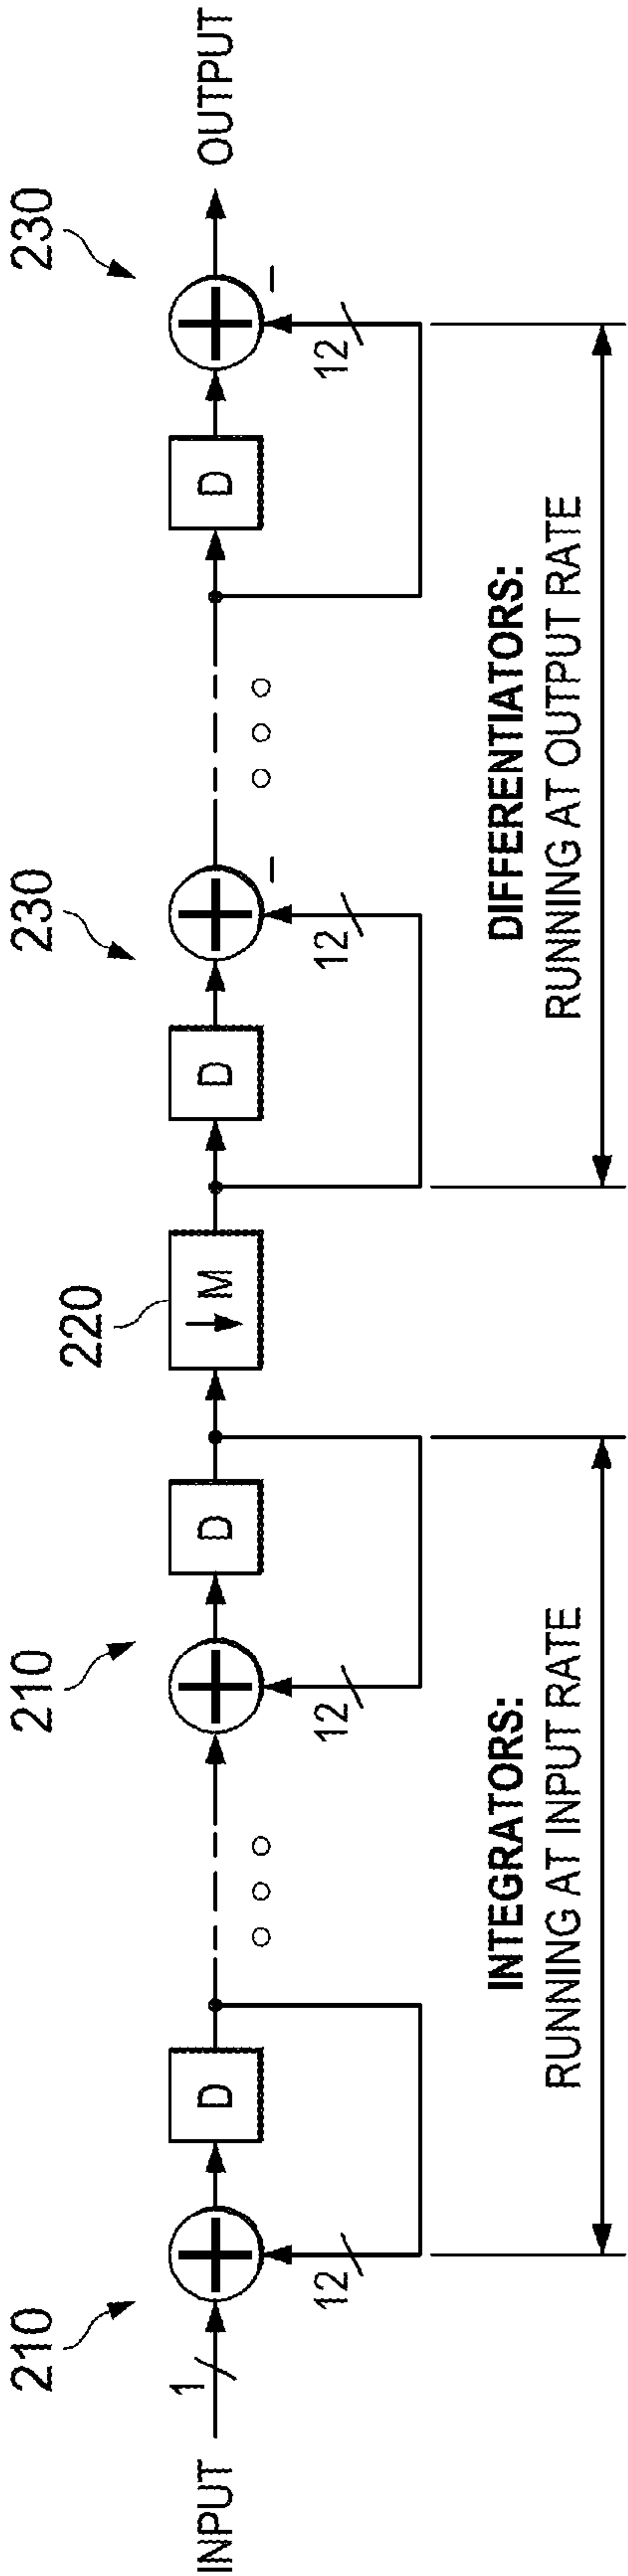 210
210
220
230
230
INPUT
1
D
D
↓ M
D
D
OUTPUT
12
12
12
12
−
−
INTEGRATORS:
RUNNING AT INPUT RATE
DIFFERENTIATORS:
RUNNING AT OUTPUT RATE